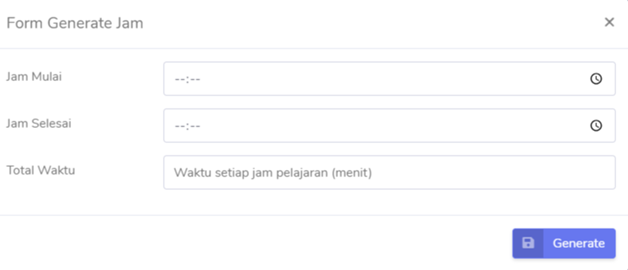 Form Generate Jam ×
Jam Mulai --:--
Jam Selesai --:--
Total Waktu Waktu setiap jam pelajaran (menit)
Generate